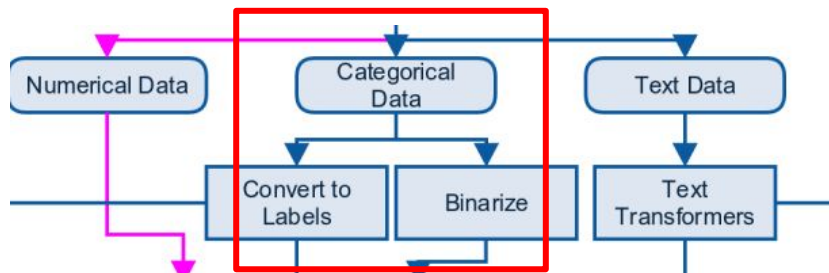 Numerical Data
Categorical
Data
Text Data
Convert to
Labels
Binarize
Text
Transformers